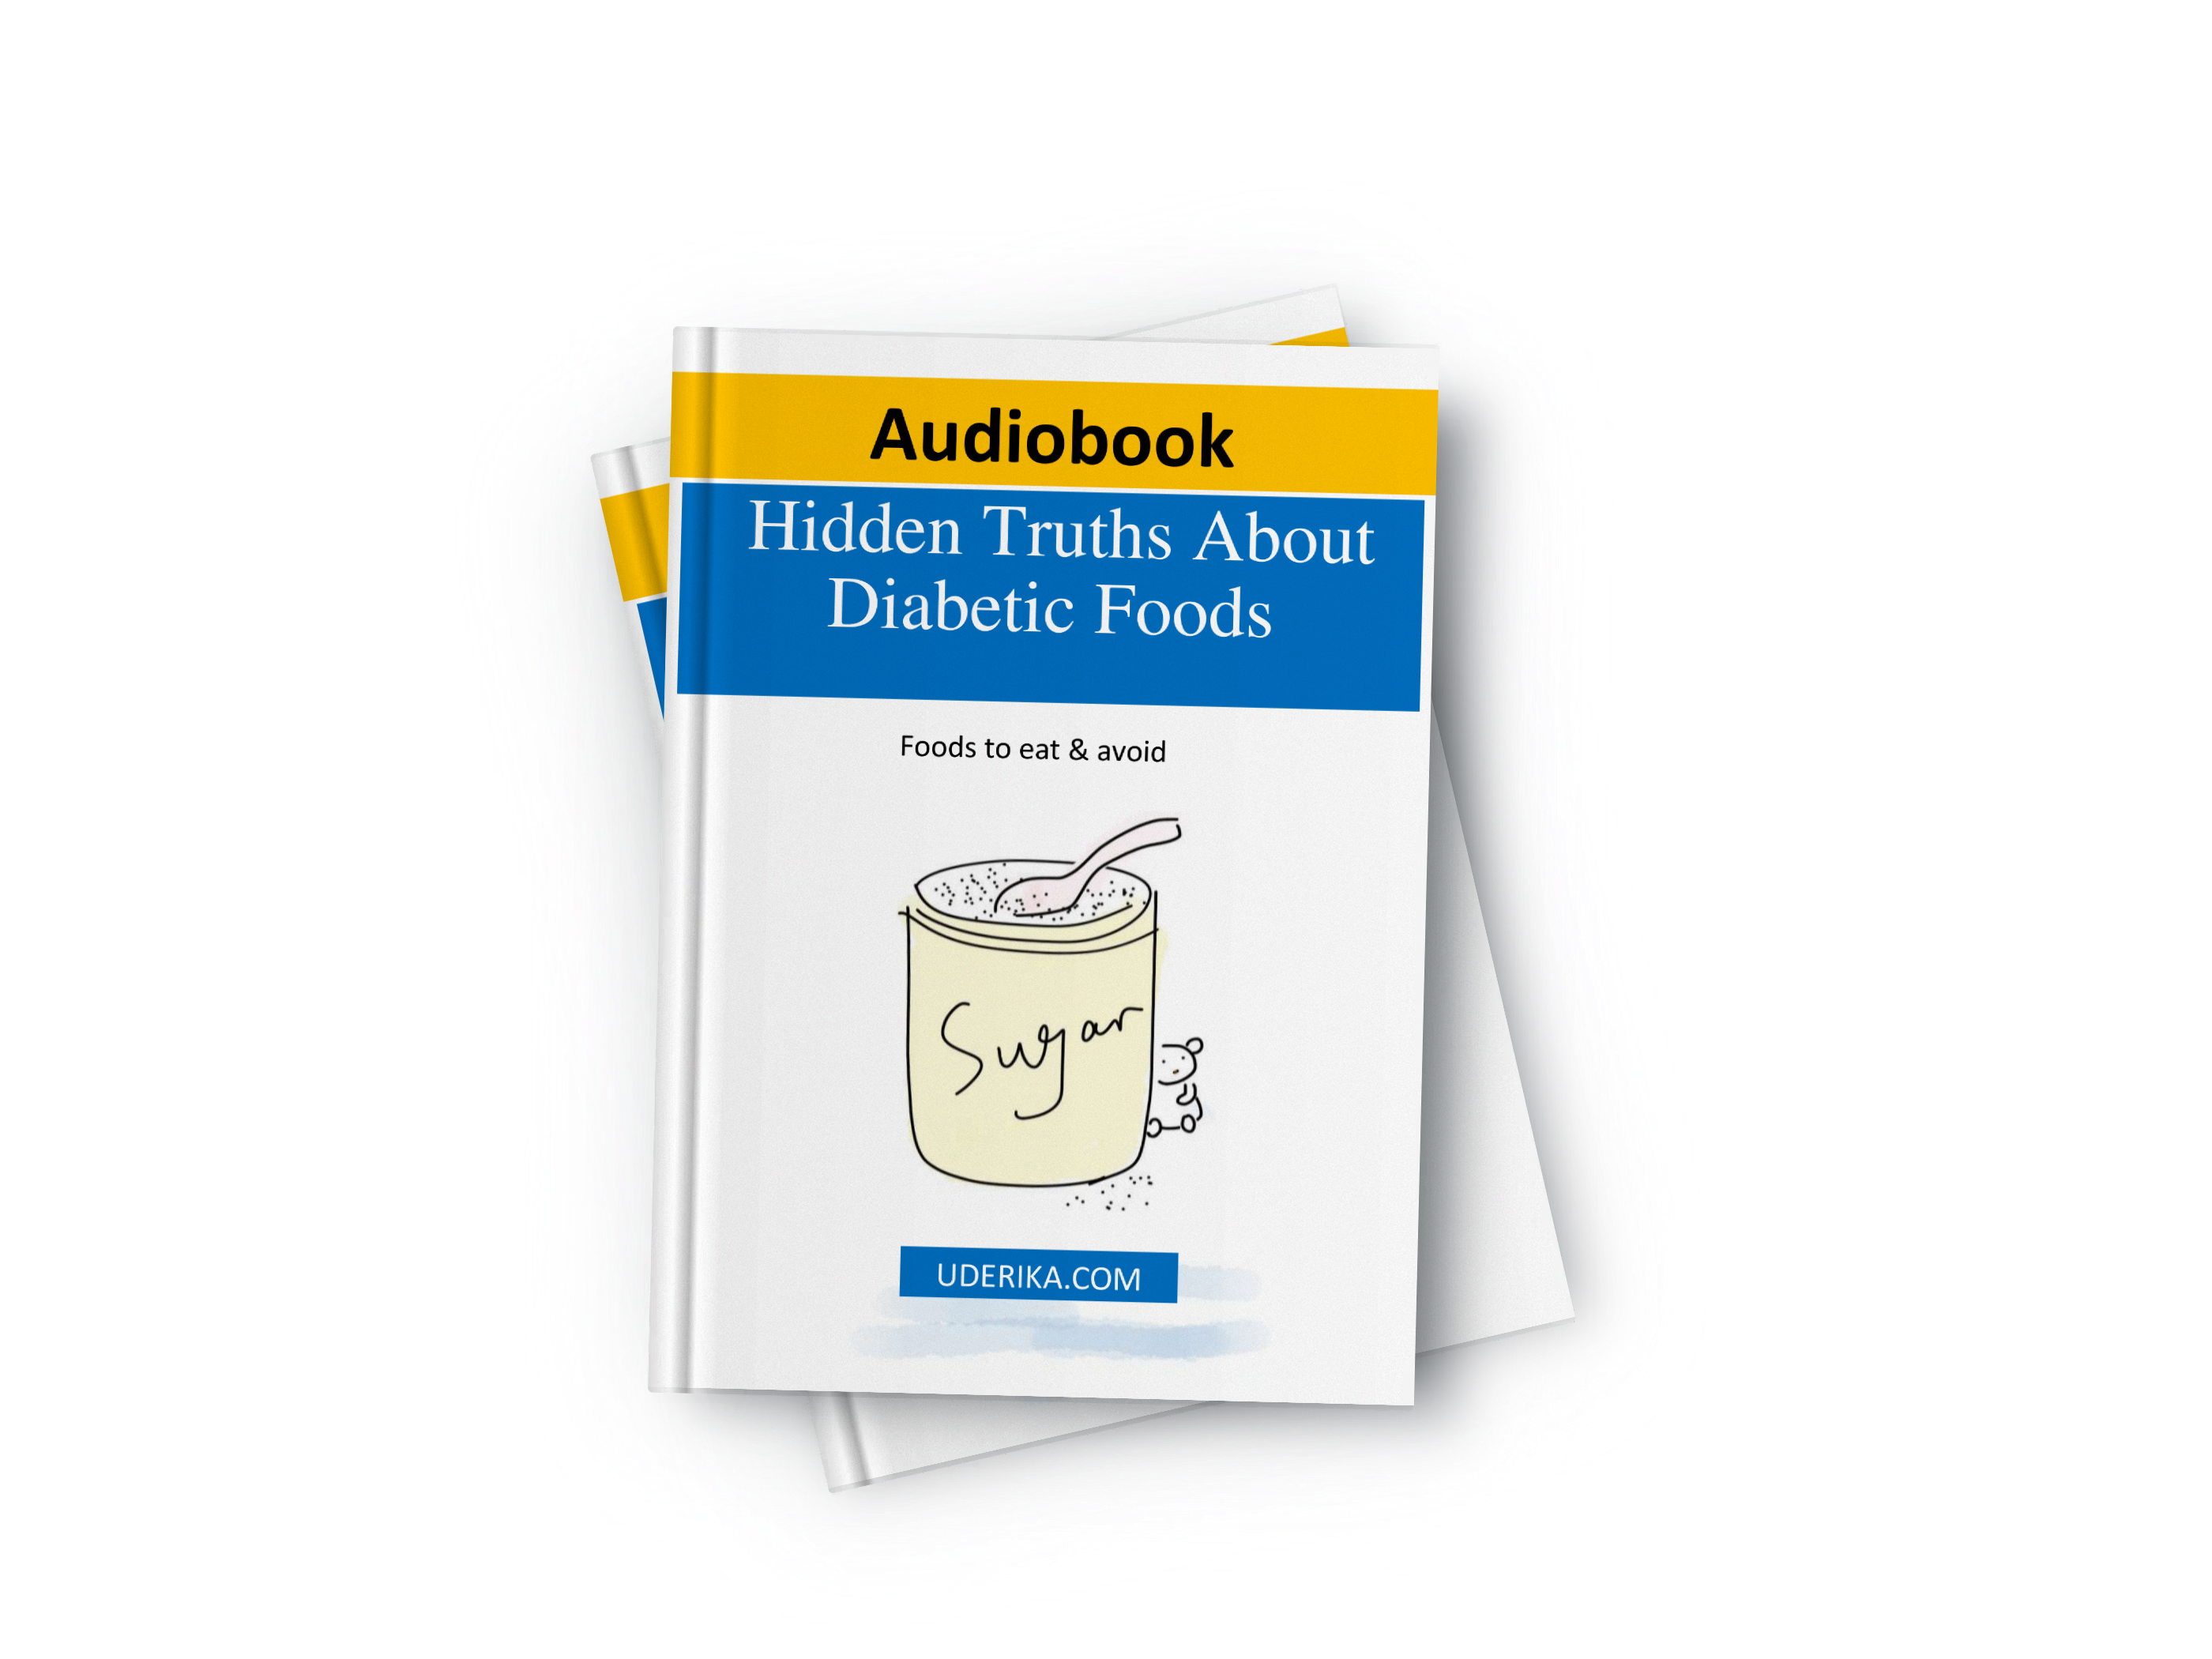 Audiobook
Hidden Truths About
Diabetic Foods
Foods to eat & avoid
Sugar
UDERIKA.COM